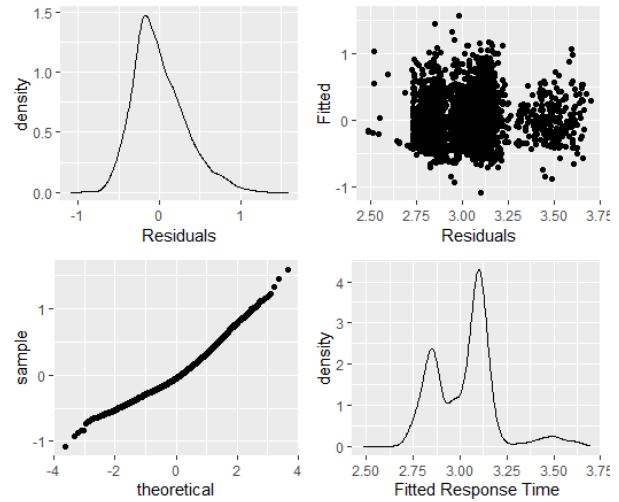 density
1.5
1.0
0.5
0.0
-1 0 1
Residuals
Fitted
1
0
-1
2.50 2.75 3.00 3.25 3.50 3.75
Residuals
sample
1
0
-1
-4 -2 0 2 4
theoretical
density
4
3
2
1
0
2.50 2.75 3.00 3.25 3.50 3.75
Fitted Response Time